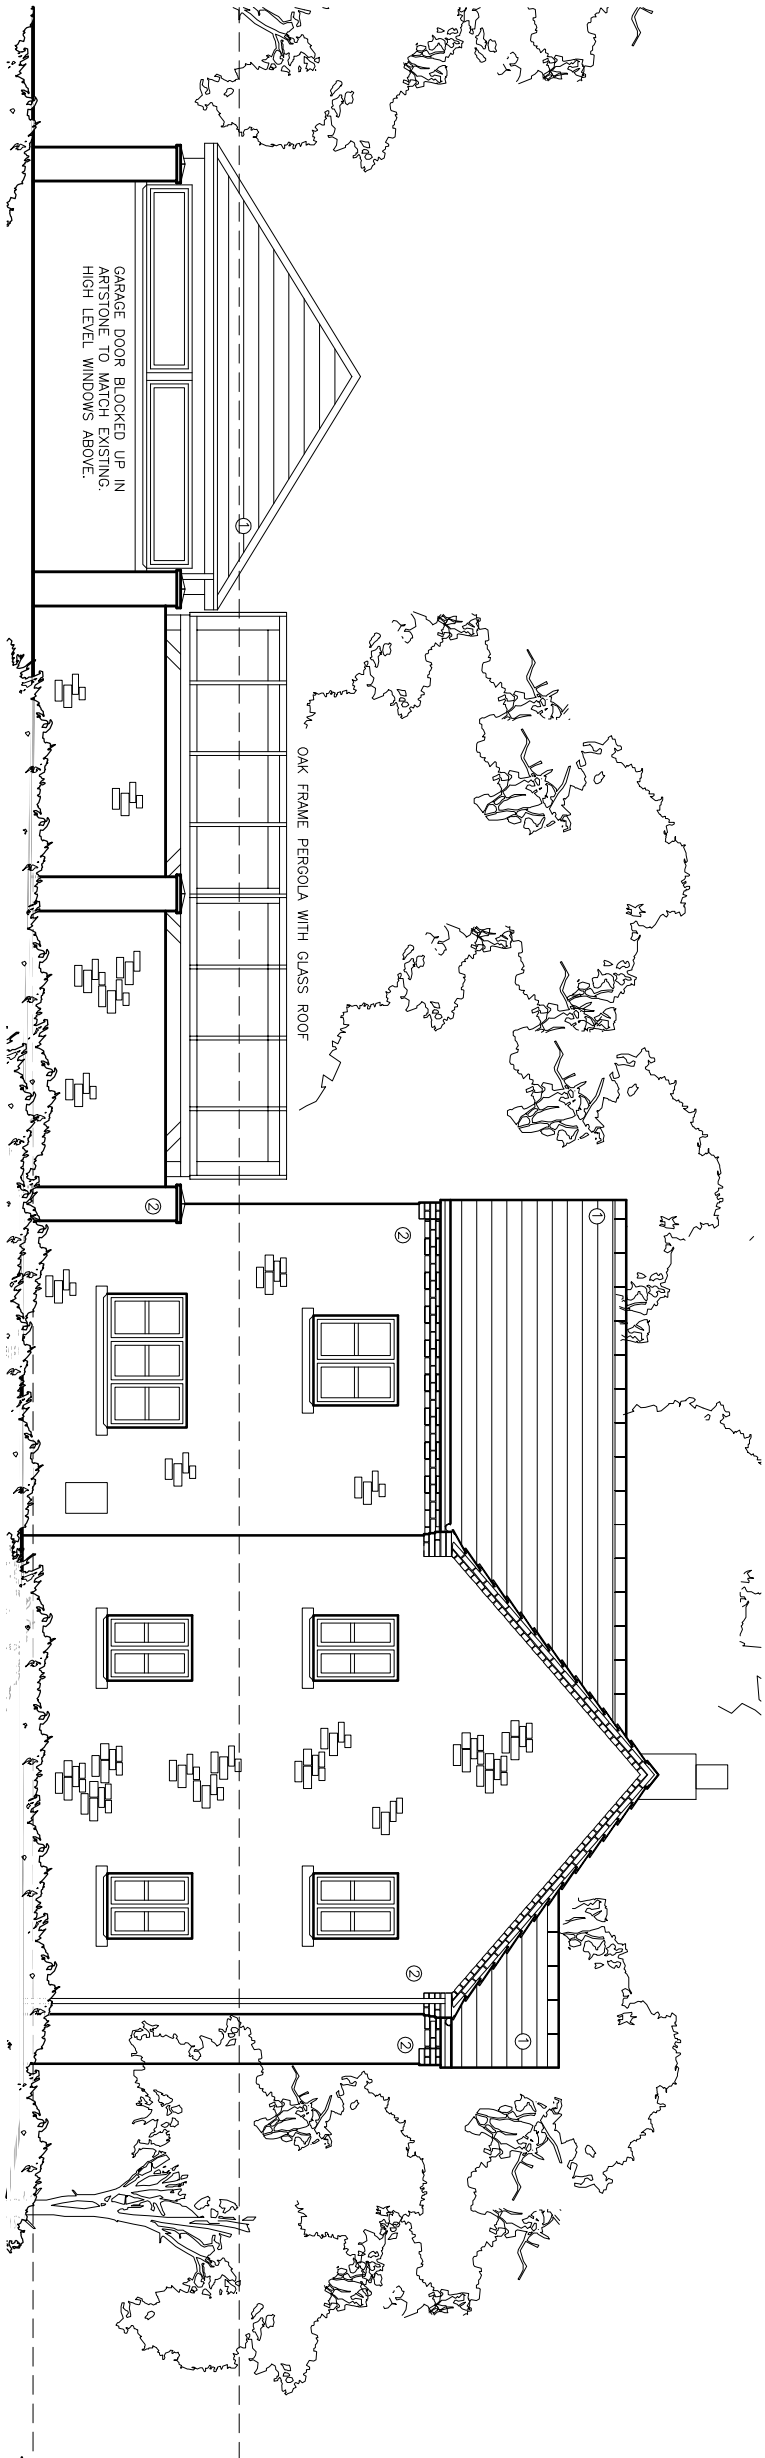 ①
①
②
②
②
OAK FRAME PERGOLA WITH GLASS ROOF
①
②
GARAGE DOOR BLOCKED UP IN
ARTSTONE TO MATCH EXISTING.
HIGH LEVEL WINDOWS ABOVE.